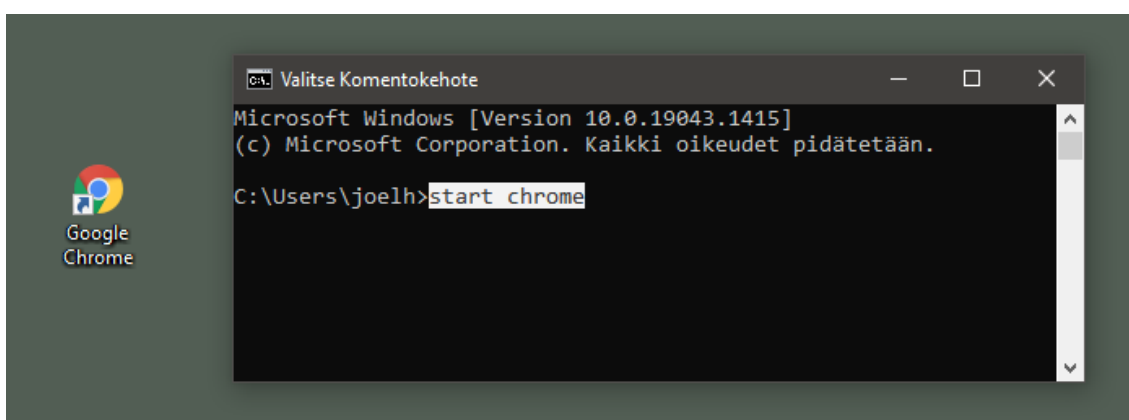 Valitse Komentokehote
Microsoft Windows [Version 10.0.19043.1415]
(c) Microsoft Corporation. Kaikki oikeudet pidätetään.
C:\Users\joelh>start chrome
Google
Chrome